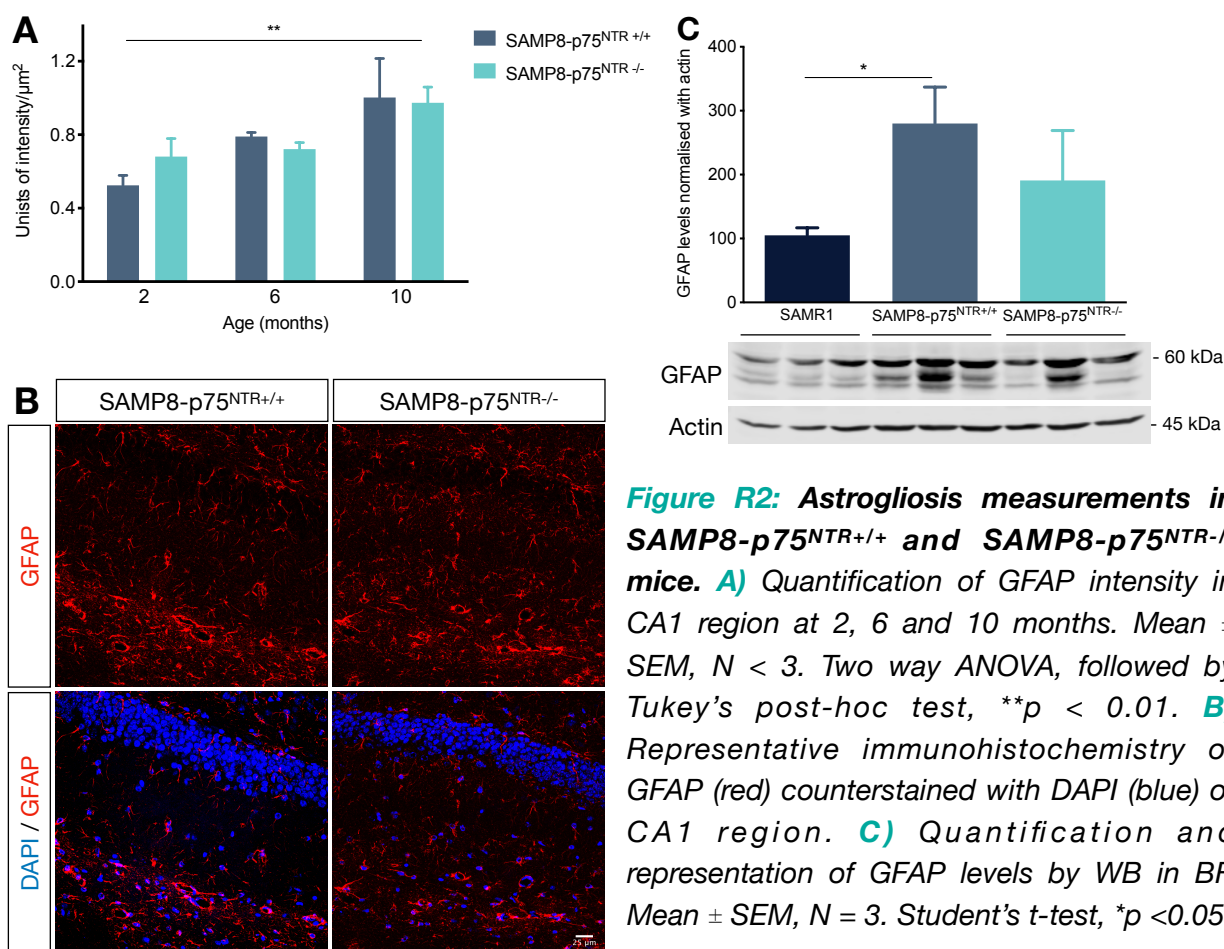 A
**
SAMP8-p75NTR +/+
SAMP8-p75NTR -/-
Unists of intensity/μm²
1.2
0.8
0.4
0.0
2 6 10
Age (months)
B
SAMP8-p75NTR+/+ SAMP8-p75NTR-/-
GFAP
DAPI / GFAP
25 μm
C
*
GFAP levels normalised with actin
400
300
200
100
0
SAMR1 SAMP8-p75NTR+/+ SAMP8-p75NTR-/-
GFAP - 60 kDa
Actin - 45 kDa
Figure R2: Astrogliosis measurements in
SAMP8-p75NTR+/+ and SAMP8-p75NTR-/
mice. A) Quantification of GFAP intensity in
CA1 region at 2, 6 and 10 months. Mean ±
SEM, N < 3. Two way ANOVA, followed by
Tukey's post-hoc test, **p < 0.01. B
Representative immunohistochemistry o
GFAP (red) counterstained with DAPI (blue) o
CA1 region. C) Quantification and
representation of GFAP levels by WB in BF
Mean ± SEM, N = 3. Student's t-test, *p <0.05